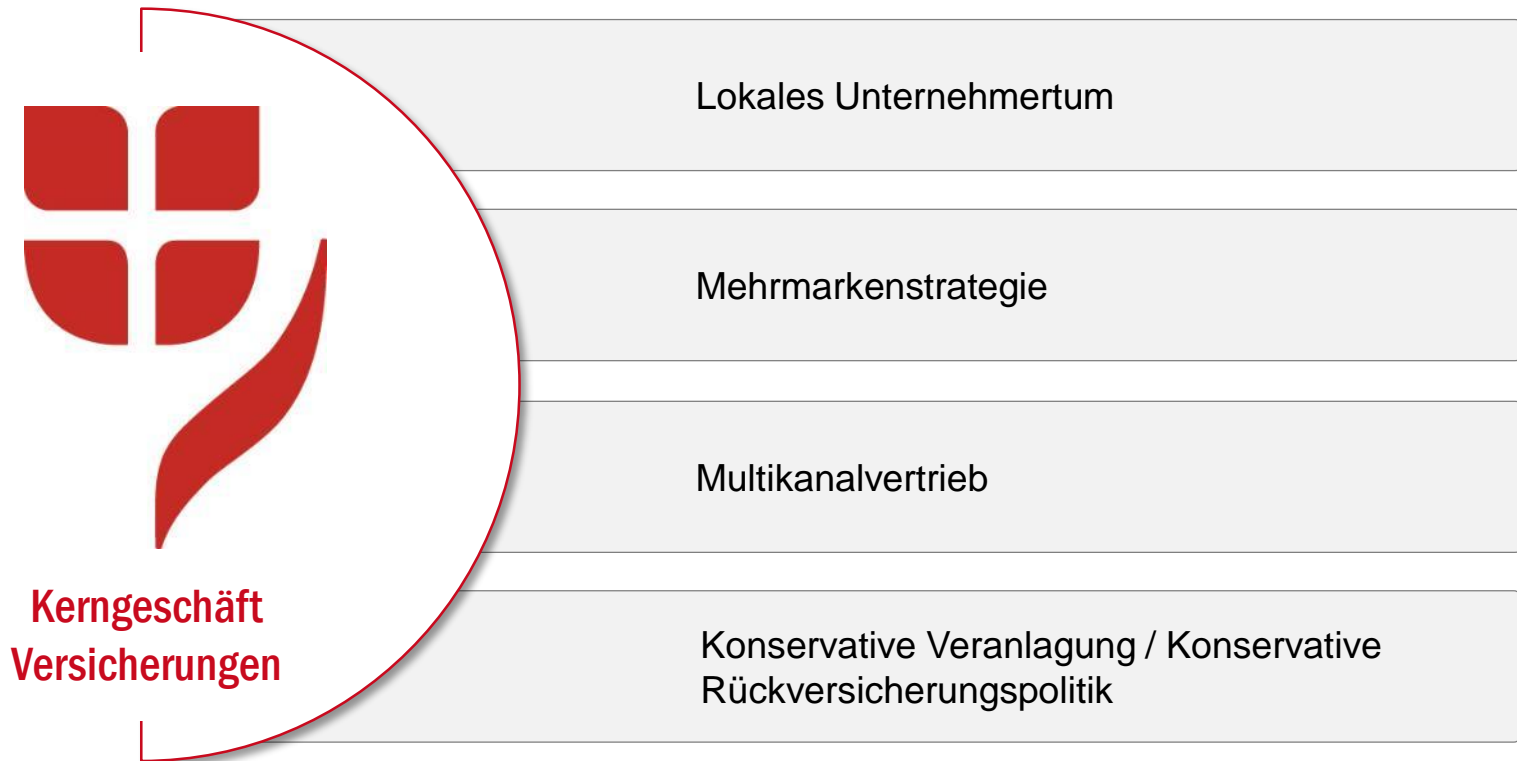 Lokales Unternehmertum
Mehrmarkenstrategie
Multikanalvertrieb
Kerngeschäft
Versicherungen
Konservative Veranlagung / Konservative
Rückversicherungspolitik